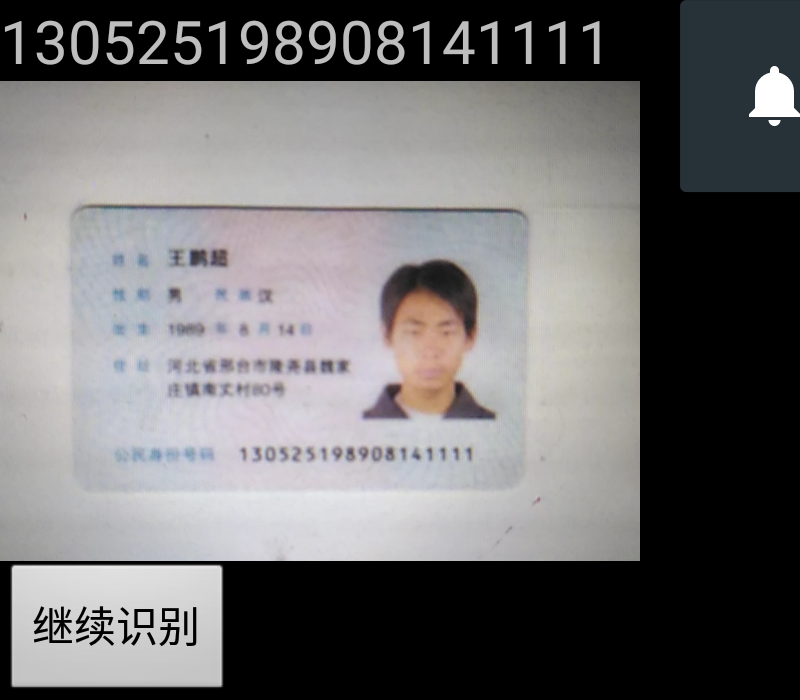 130525198908141111
姓名 王鹏超
性别 男 民族 汉
出生 1989 年 8 月 14 日
住址 河北省邢台市隆尧县魏家
庄镇南丈村80号
公民身份号码 130525198908141111
继续识别